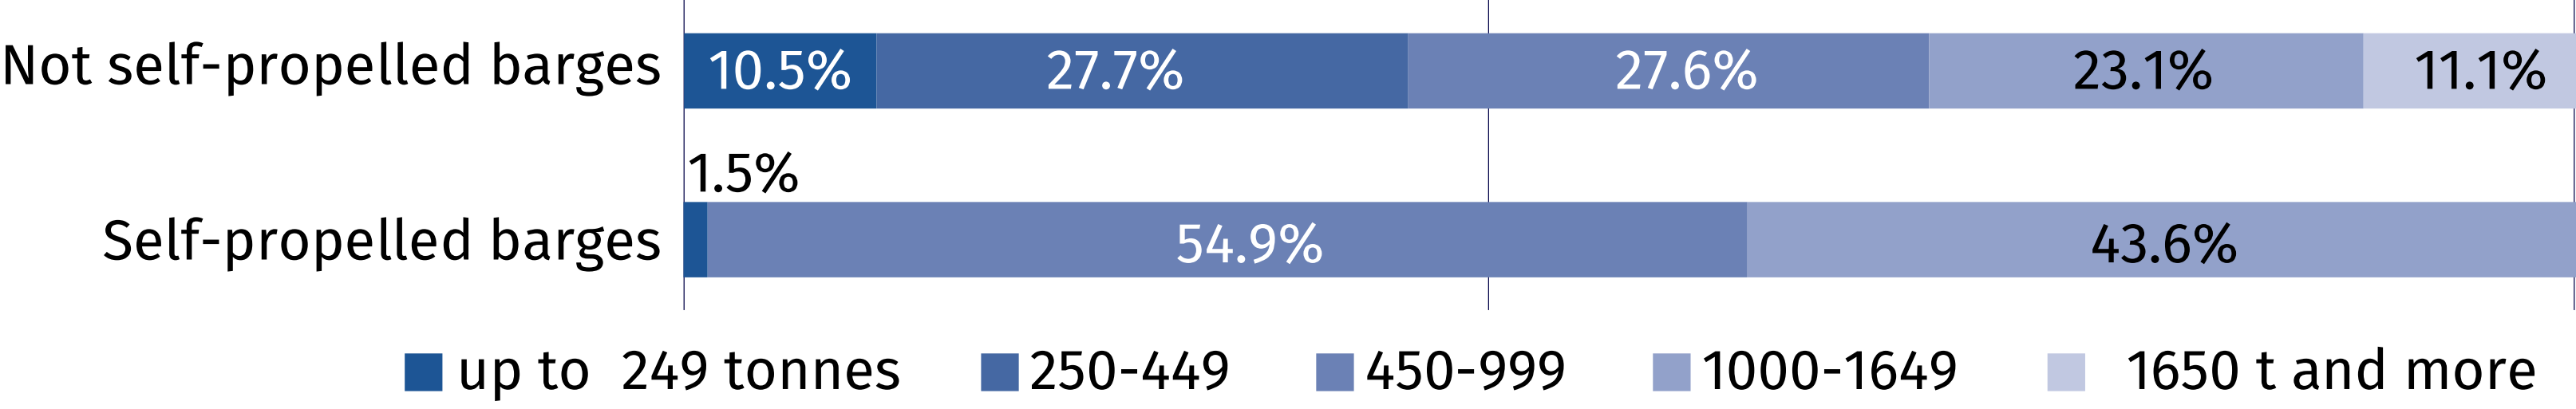 Not self-propelled barges 10.5% 27.7% 27.6% 23.1% 11.1%
1.5%
Self-propelled barges 54.9% 43.6%
up to 249 tonnes 250-449 450-999 1000-1649 1650 t and more